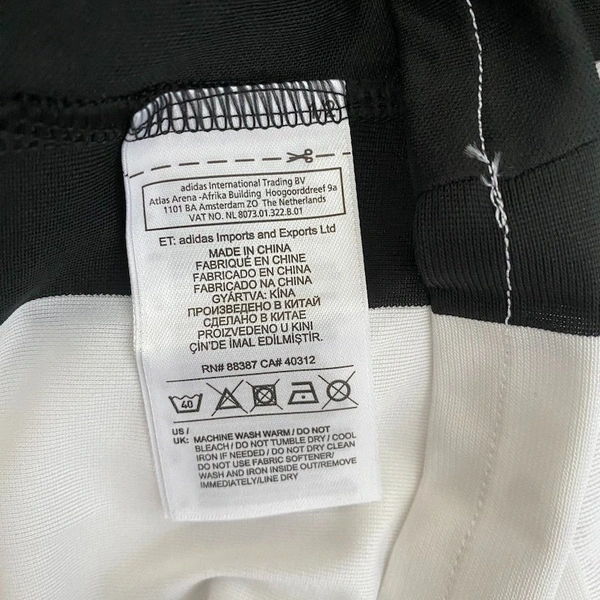 1/2
adidas International Trading BV
Atlas Arena -Afrika Building Hoogoorddreef 9a
1101 BA Amsterdam ZO The Netherlands
VAT NO. NL 8073.01.322.B.01
ET: adidas Imports and Exports Ltd
MADE IN CHINA
FABRIQUÉ EN CHINE
FABRICADO EN CHINA
FABRICADO NA CHINA
GYÁRTVA: KÍNA
ПРОИЗВЕДЕНО В КИТАЙ
СДЕЛАНО В КИТАЕ
PROIZVEDENO U KINI
ÇİN'DE İMAL EDİLMİŞTİR.
RN# 88387 CA# 40312
40
US /
UK: MACHINE WASH WARM / DO NOT
BLEACH / DO NOT TUMBLE DRY / COOL
IRON IF NEEDED / DO NOT DRY CLEAN
DO NOT USE FABRIC SOFTENER/
WASH AND IRON INSIDE OUT/REMOVE
IMMEDIATELY/LINE DRY